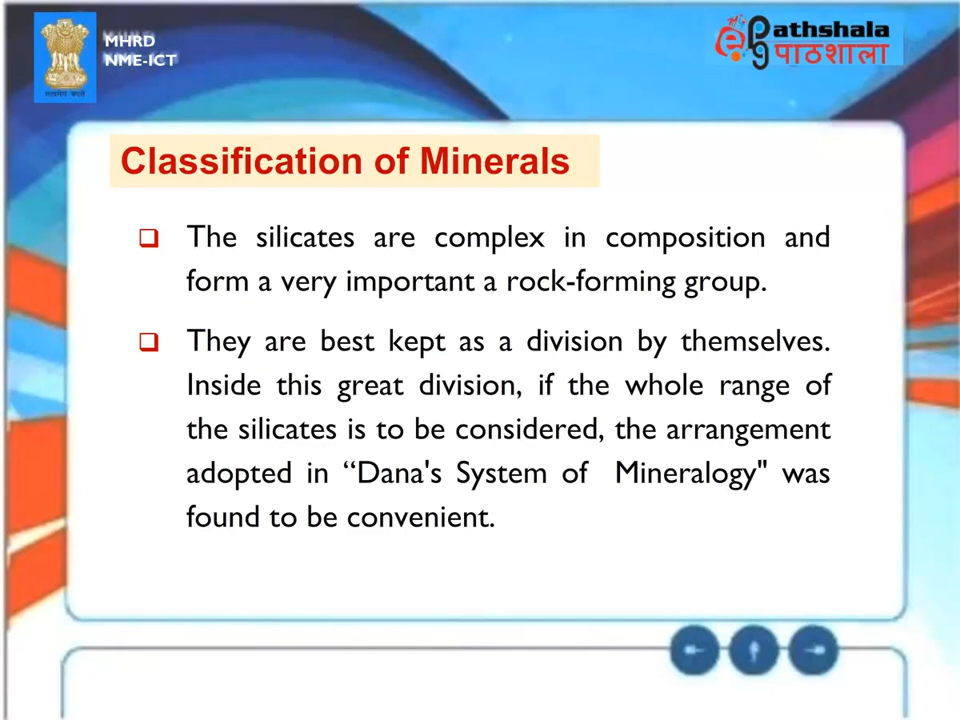 MHRD
NME-ICT
epg Pathshala
पाठशाला
Classification of Minerals
The silicates are complex in composition and
form a very important a rock-forming group.
They are best kept as a division by themselves.
Inside this great division, if the whole range of
the silicates is to be considered, the arrangement
adopted in “Dana's System of Mineralogy" was
found to be convenient.